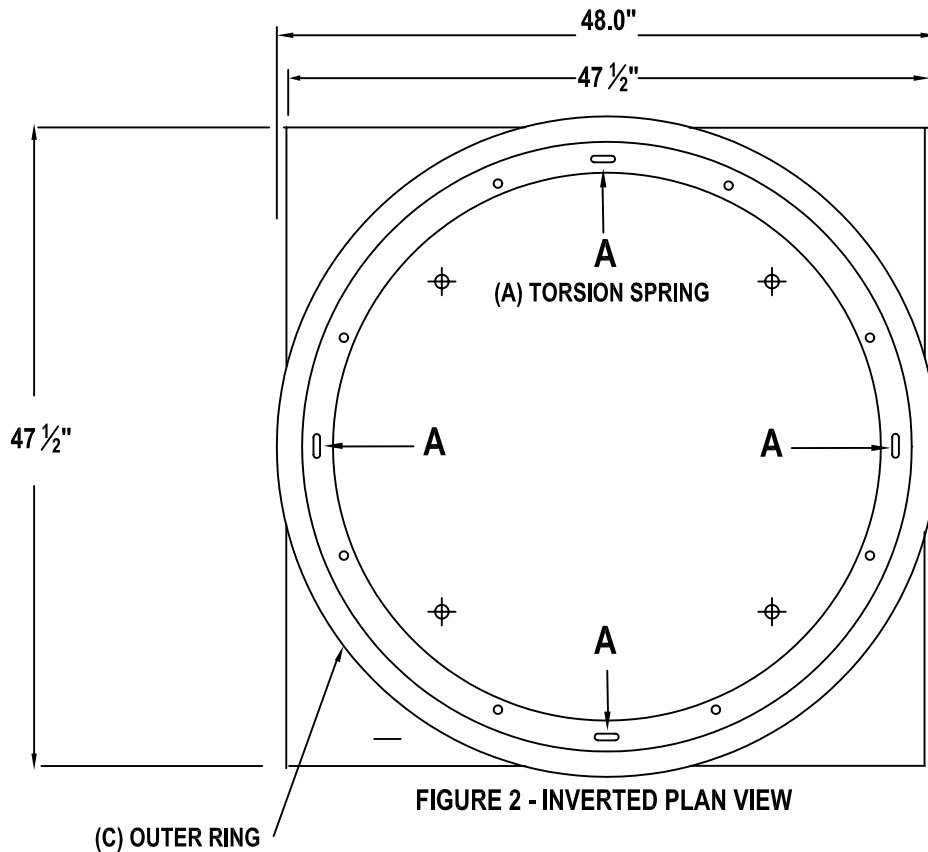 48.0"
47 ½"
A
(A) TORSION SPRING
47 ½"
A
A
A
FIGURE 2 - INVERTED PLAN VIEW
(C) OUTER RING